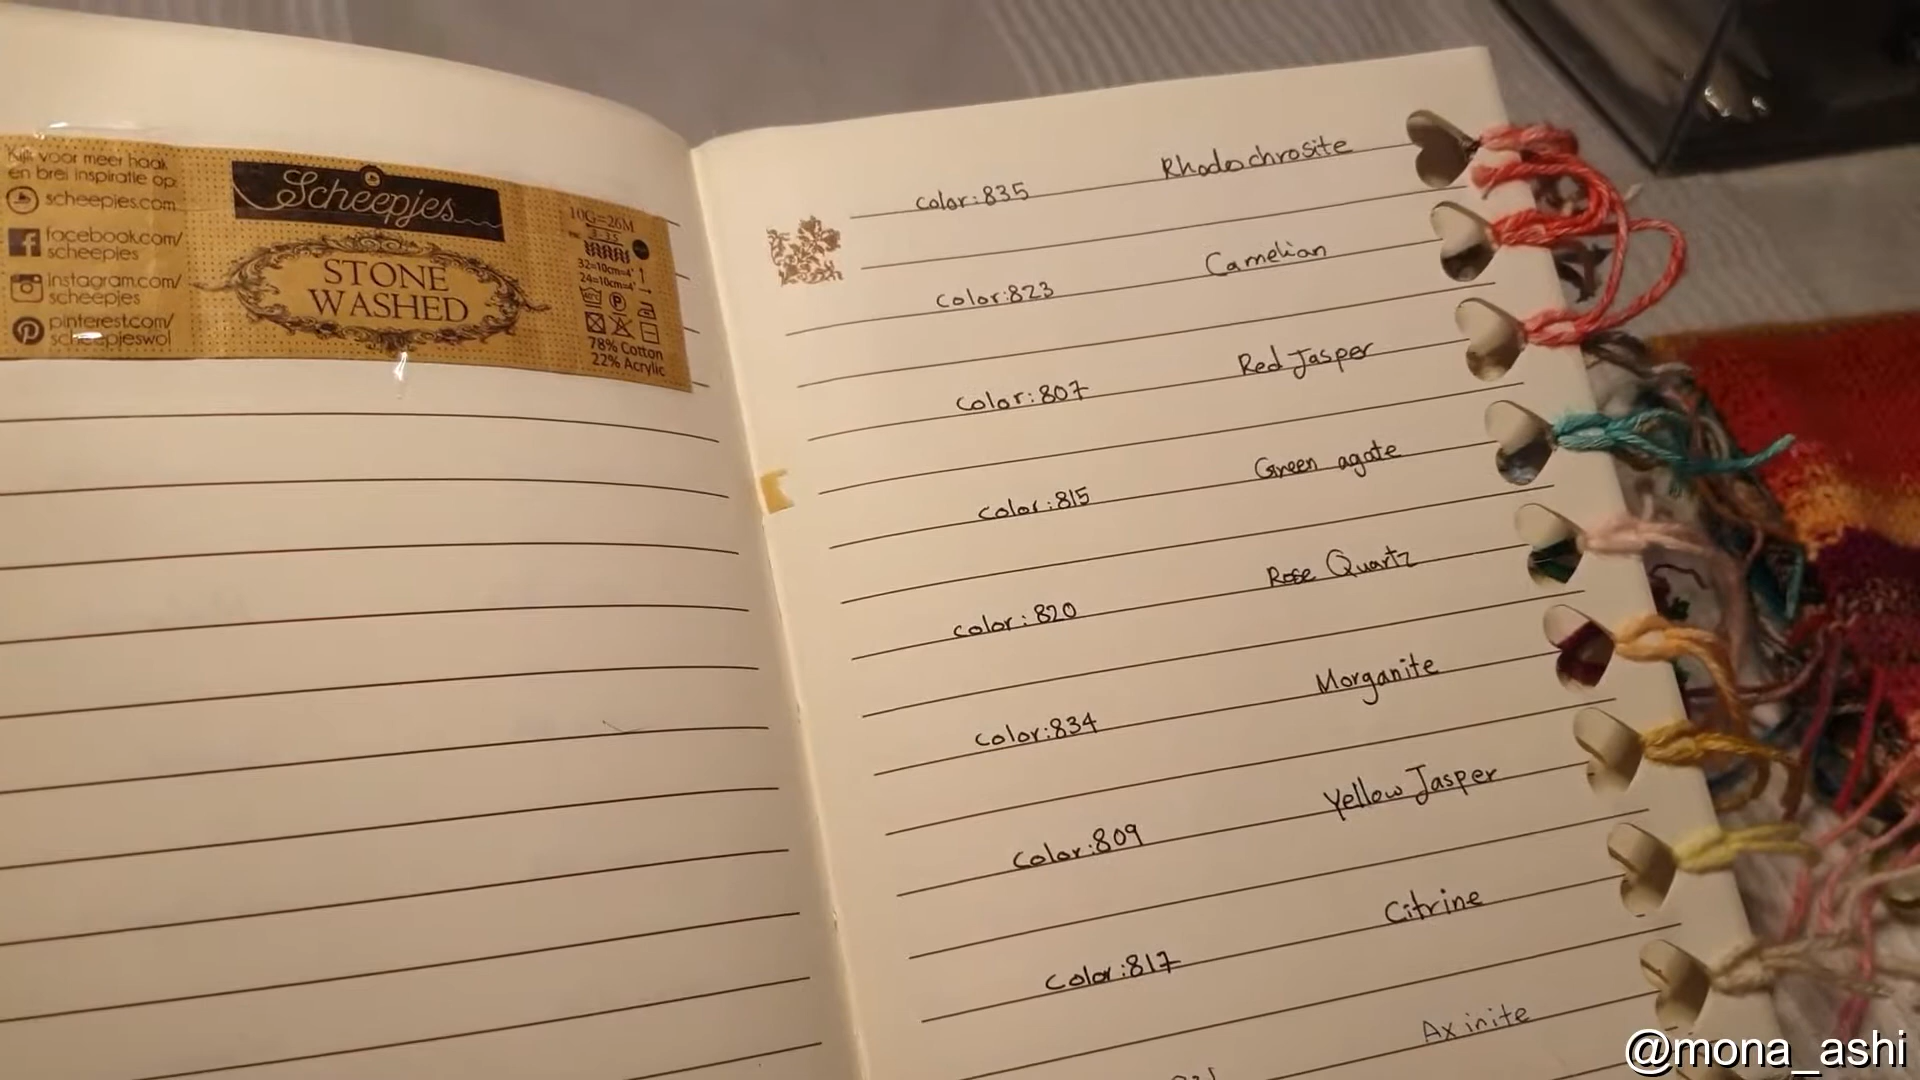 Kijk voor meer haak
en brei inspiratie op:
scheepjes.com
facebook.com/
scheepjes
instagram.com/
scheepjes
pinterest.com/
scheepjeswol
Scheepjes
STONE
WASHED
10G=26M
32=10cm=4"
24=10cm=4"
78% Cotton
22% Acrylic
color:835 Rhodochrosite
color:823 Carnelian
color:807 Red Jasper
color:815 Green agate
color:820 Rose Quartz
color:834 Morganite
color:809 Yellow Jasper
color:817 Citrine
Axinite
@mona_ashi